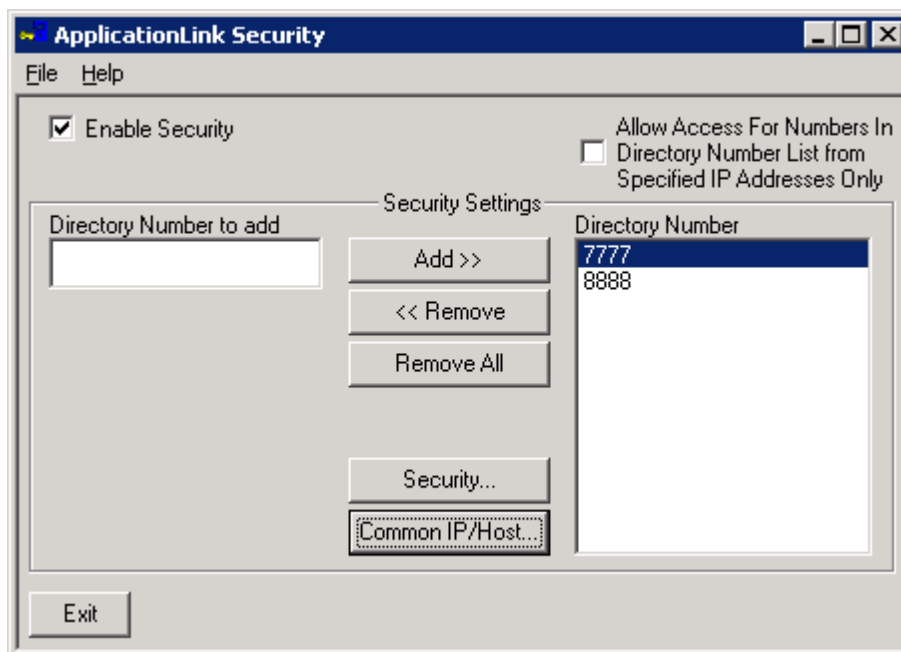 ApplicationLink Security
File Help
Enable Security
Allow Access For Numbers In
Directory Number List from
Specified IP Addresses Only
Security Settings
Directory Number to add
Directory Number
Add >>
7777
8888
<< Remove
Remove All
Security...
Common IP/Host...
Exit